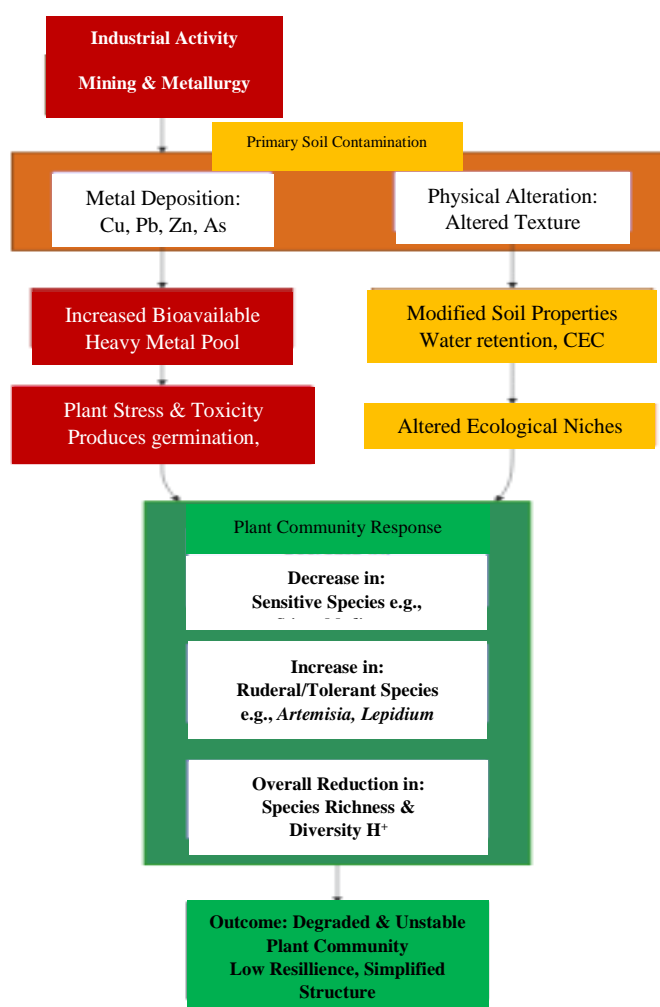 Industrial Activity
Mining & Metallurgy
Primary Soil Contamination
Metal Deposition:
Cu, Pb, Zn, As
Physical Alteration:
Altered Texture
Increased Bioavailable
Heavy Metal Pool
Modified Soil Properties
Water retention, CEC
Plant Stress & Toxicity
Produces germination,
Altered Ecological Niches
Plant Community Response
Decrease in:
Sensitive Species e.g.,
Increase in:
Ruderal/Tolerant Species
e.g., Artemisia, Lepidium
Overall Reduction in:
Species Richness &
Diversity H⁺
Outcome: Degraded & Unstable
Plant Community
Low Resillience, Simplified
Structure